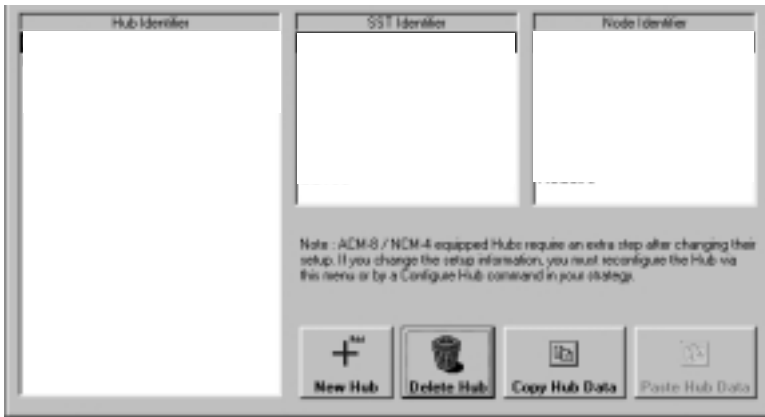 Hub Identifier
SST Identifier
Node Identifier
Note : ACM-8 / NCM-4 equipped Hubs require an extra step after changing their
setup. If you change the setup information, you must reconfigure the Hub via
this menu or by a Configure Hub command in your strategy.
New Hub
Delete Hub
Copy Hub Data
Paste Hub Data